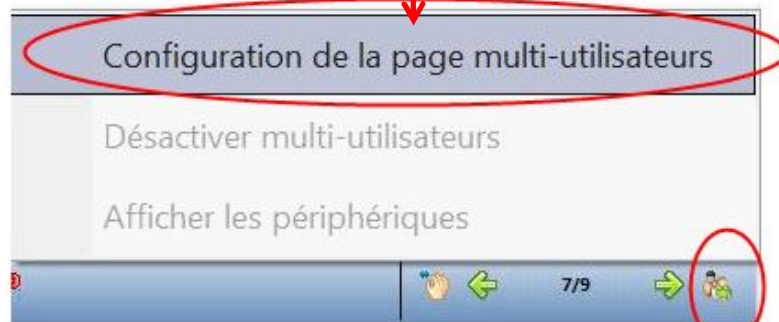 Configuration de la page multi-utilisateurs
Désactiver multi-utilisateurs
Afficher les périphériques
7/9